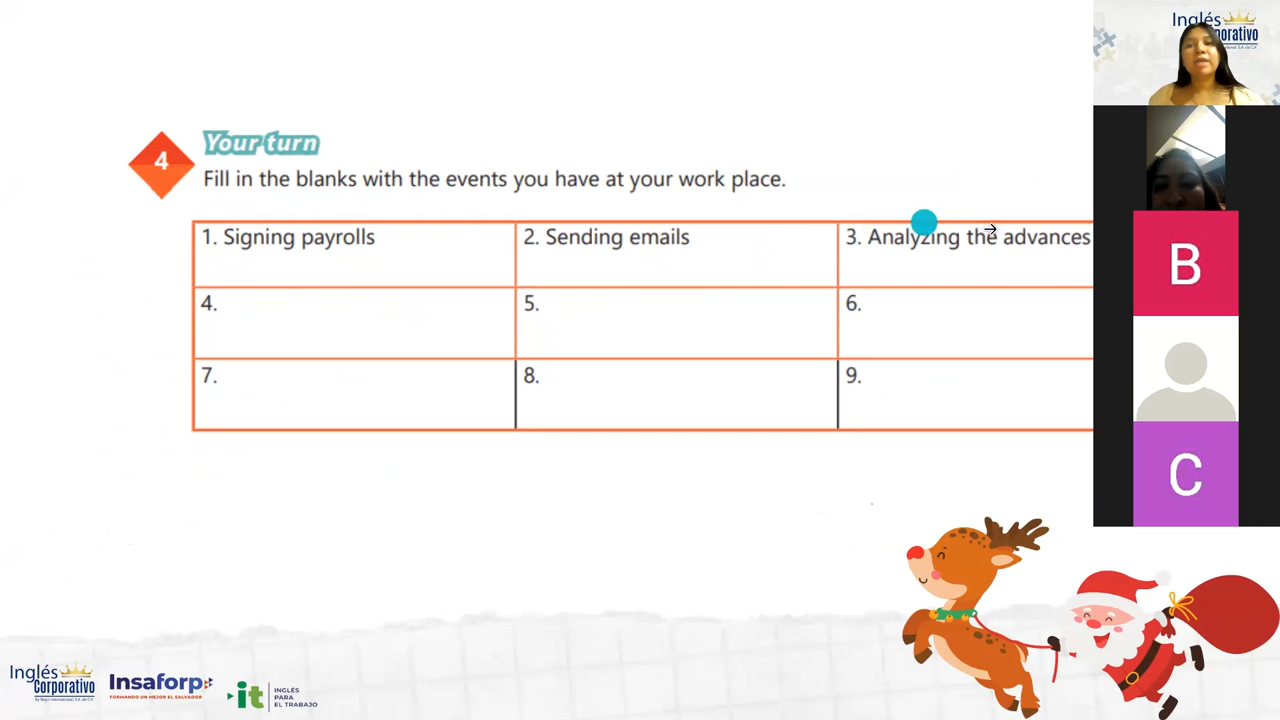 Inglés
porativo
4
Your turn
Fill in the blanks with the events you have at your work place.
1. Signing payrolls
2. Sending emails
3. Analyzing the advances
4.
5.
6.
7.
8.
9.
B
C
Inglés
Corporativo
Insaforp
FORMANDO UN MEJOR EL SALVADOR
it
INGLÉS
PARA
EL TRABAJO